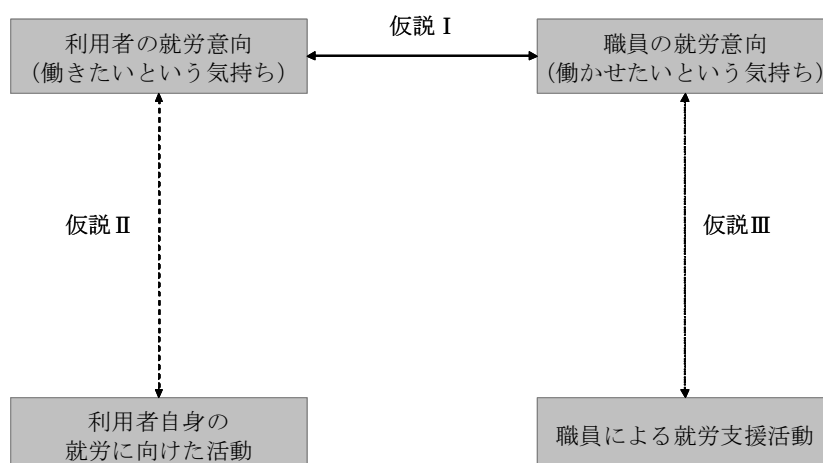 仮説Ⅰ
利用者の就労意向
（働きたいという気持ち）
職員の就労意向
（働かせたいという気持ち）
仮説Ⅱ
仮説Ⅲ
利用者自身の
就労に向けた活動
職員による就労支援活動